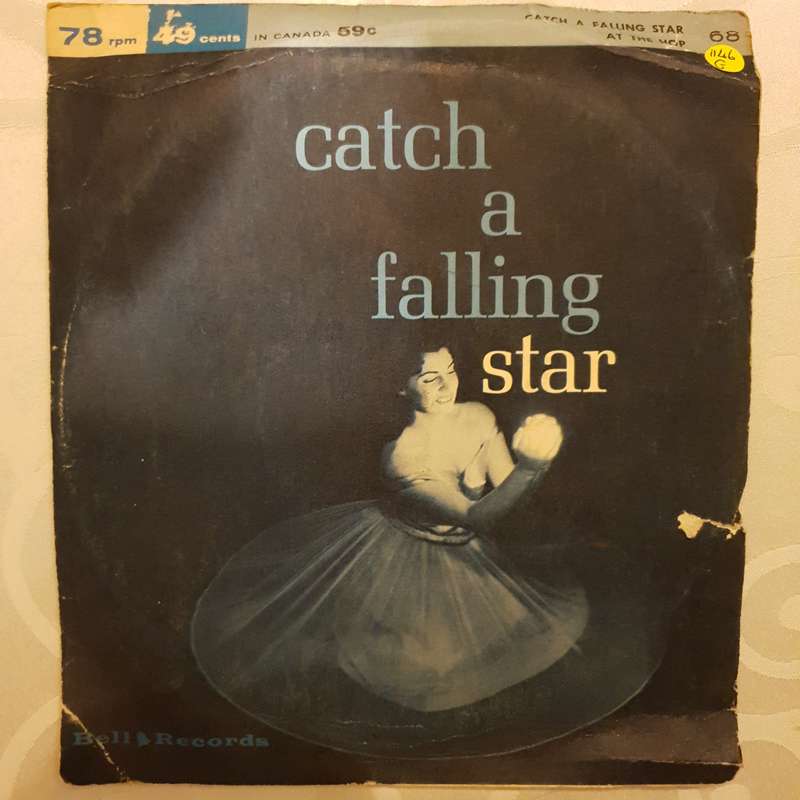 78 rpm 49 cents IN CANADA 59c CATCH A FALLING STAR
AT THE HOP 68
1146
G
catch
a
falling
star
Bell Records